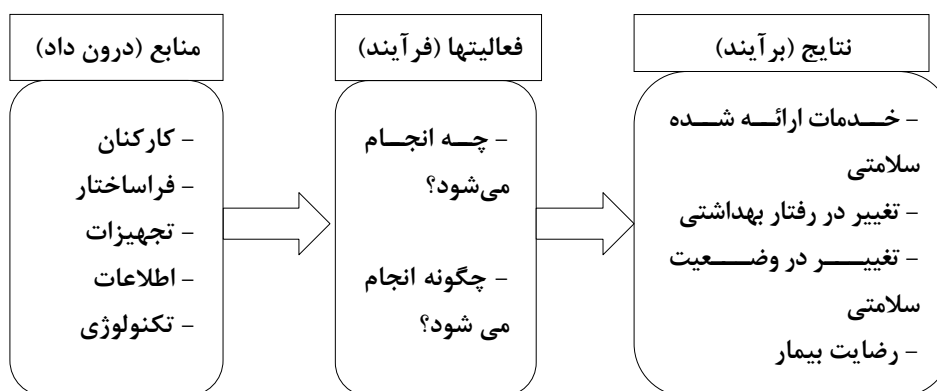 منابع (درون داد)
- کارکنان
- فراساختار
- تجهیزات
- اطلاعات
- تکنولوژی
فعالیتها (فرآیند)
- چه انجام
می‌شود؟
- چگونه انجام
می شود؟
نتایج (برآیند)
- خدمات ارائه شده
سلامتی
- تغییر در رفتار بهداشتی
- تغییر در وضعیت
سلامتی
- رضایت بیمار